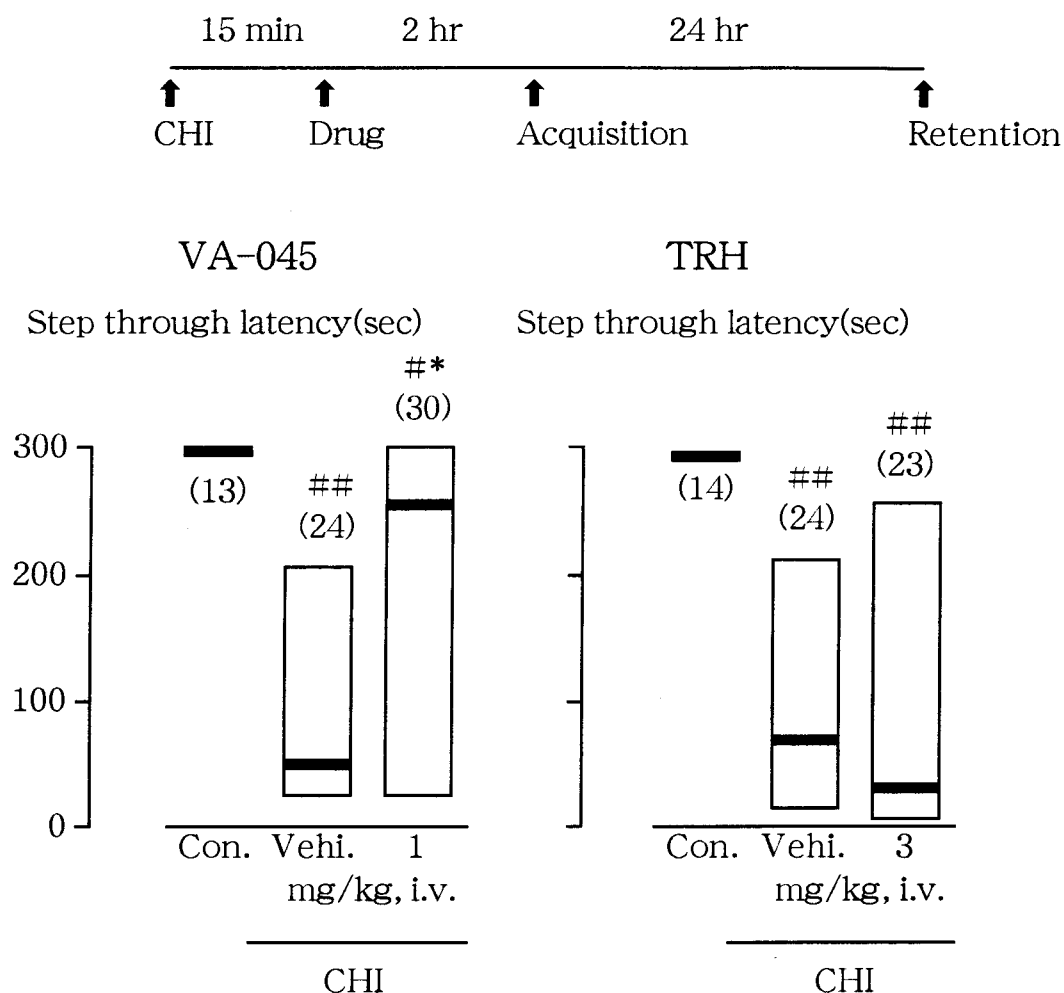 15 min 2 hr 24 hr
CHI Drug Acquisition Retention
VA-045
Step through latency(sec)
#*
(30)
300
(13)
##
(24)
200
100
0
Con. Vehi. 1
mg/kg, i.v.
CHI
TRH
Step through latency(sec)
##
(23)
(14)
##
(24)
Con. Vehi. 3
mg/kg, i.v.
CHI